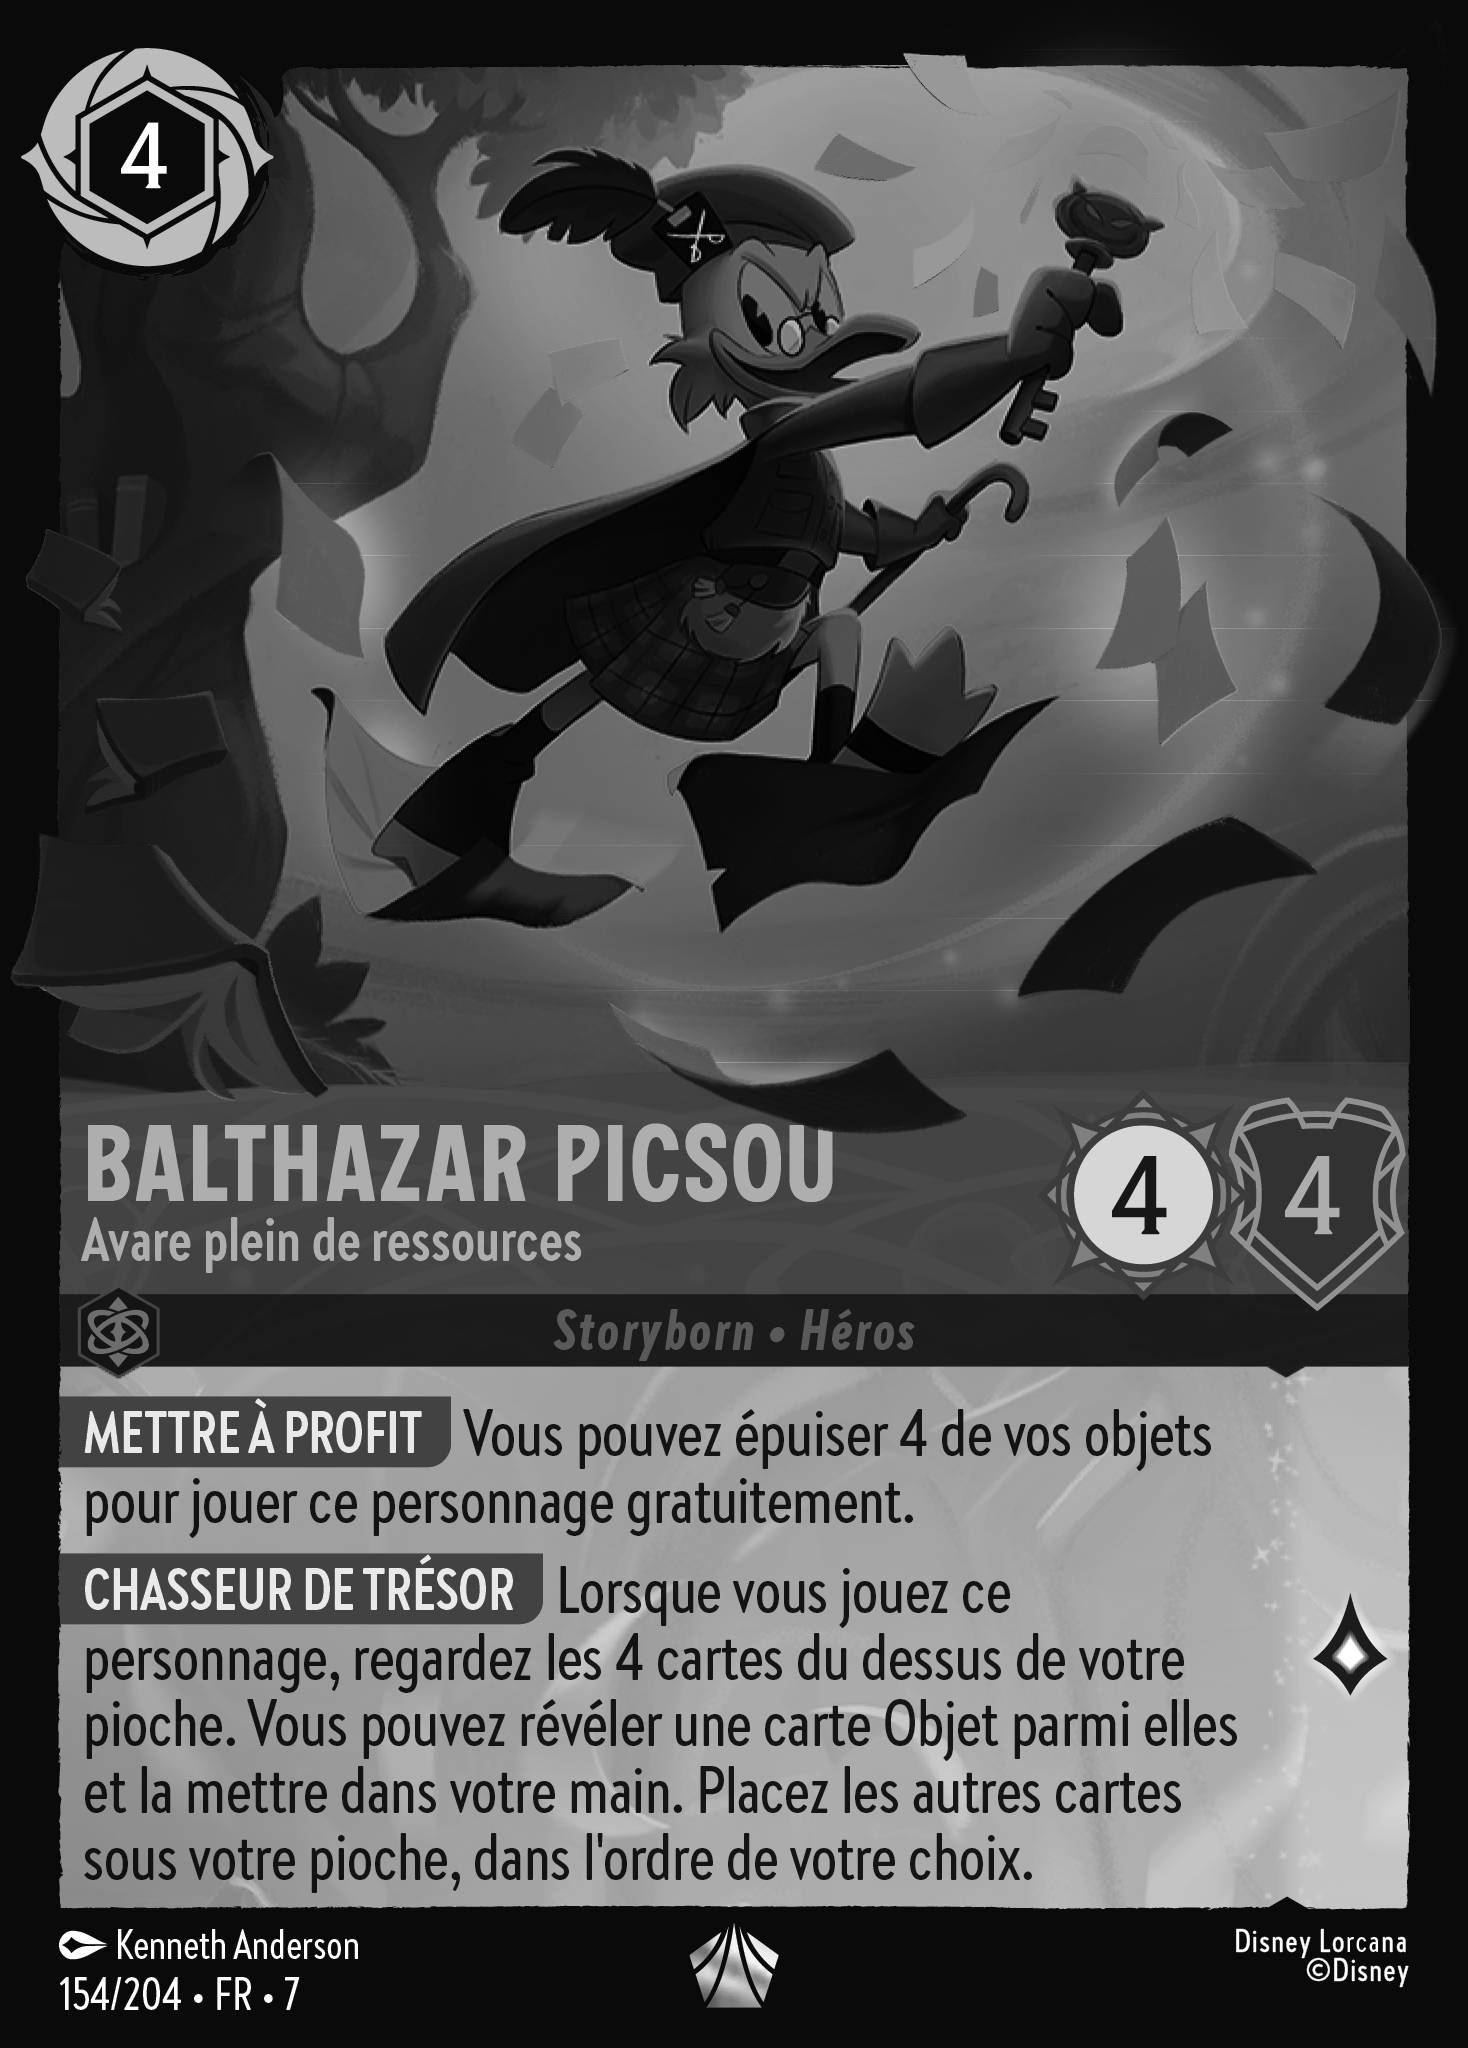 4
BALTHAZAR PICSOU
Avare plein de ressources
4
4
Storyborn • Héros
METTRE À PROFIT Vous pouvez épuiser 4 de vos objets
pour jouer ce personnage gratuitement.
CHASSEUR DE TRÉSOR Lorsque vous jouez ce
personnage, regardez les 4 cartes du dessus de votre
pioche. Vous pouvez révéler une carte Objet parmi elles
et la mettre dans votre main. Placez les autres cartes
sous votre pioche, dans l'ordre de votre choix.
Kenneth Anderson
154/204 • FR • 7
Disney Lorcana
©Disney